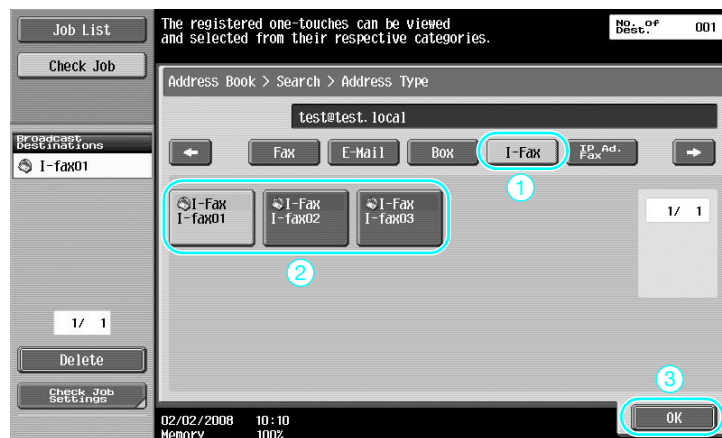 Job List
The registered one-touches can be viewed
and selected from their respective categories.
No. of
Dest.
001
Check Job
Address Book > Search > Address Type
test@test.local
Broadcast
Destinations
I-fax01
Fax
E-Mail
Box
I-Fax
IP Ad.
Fax
1
I-Fax
I-fax01
I-Fax
I-fax02
I-Fax
I-fax03
1/ 1
2
1/ 1
Delete
Check Job
Settings
3
OK
02/02/2008 10:10
Memory 100%